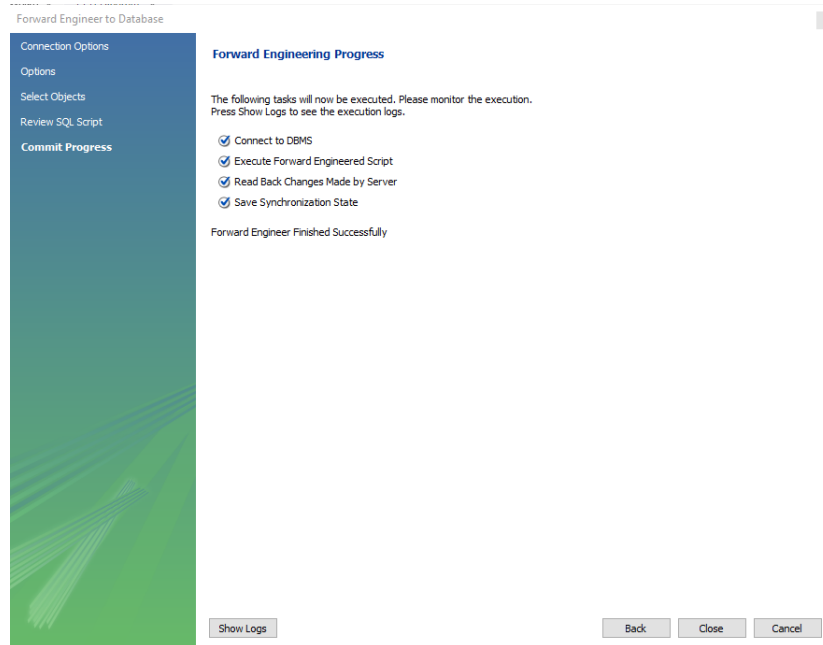 Forward Engineer to Database
Connection Options
Options
Select Objects
Review SQL Script
Commit Progress
Forward Engineering Progress
The following tasks will now be executed. Please monitor the execution.
Press Show Logs to see the execution logs.
Connect to DBMS
Execute Forward Engineered Script
Read Back Changes Made by Server
Save Synchronization State
Forward Engineer Finished Successfully
Show Logs
Back
Close
Cancel